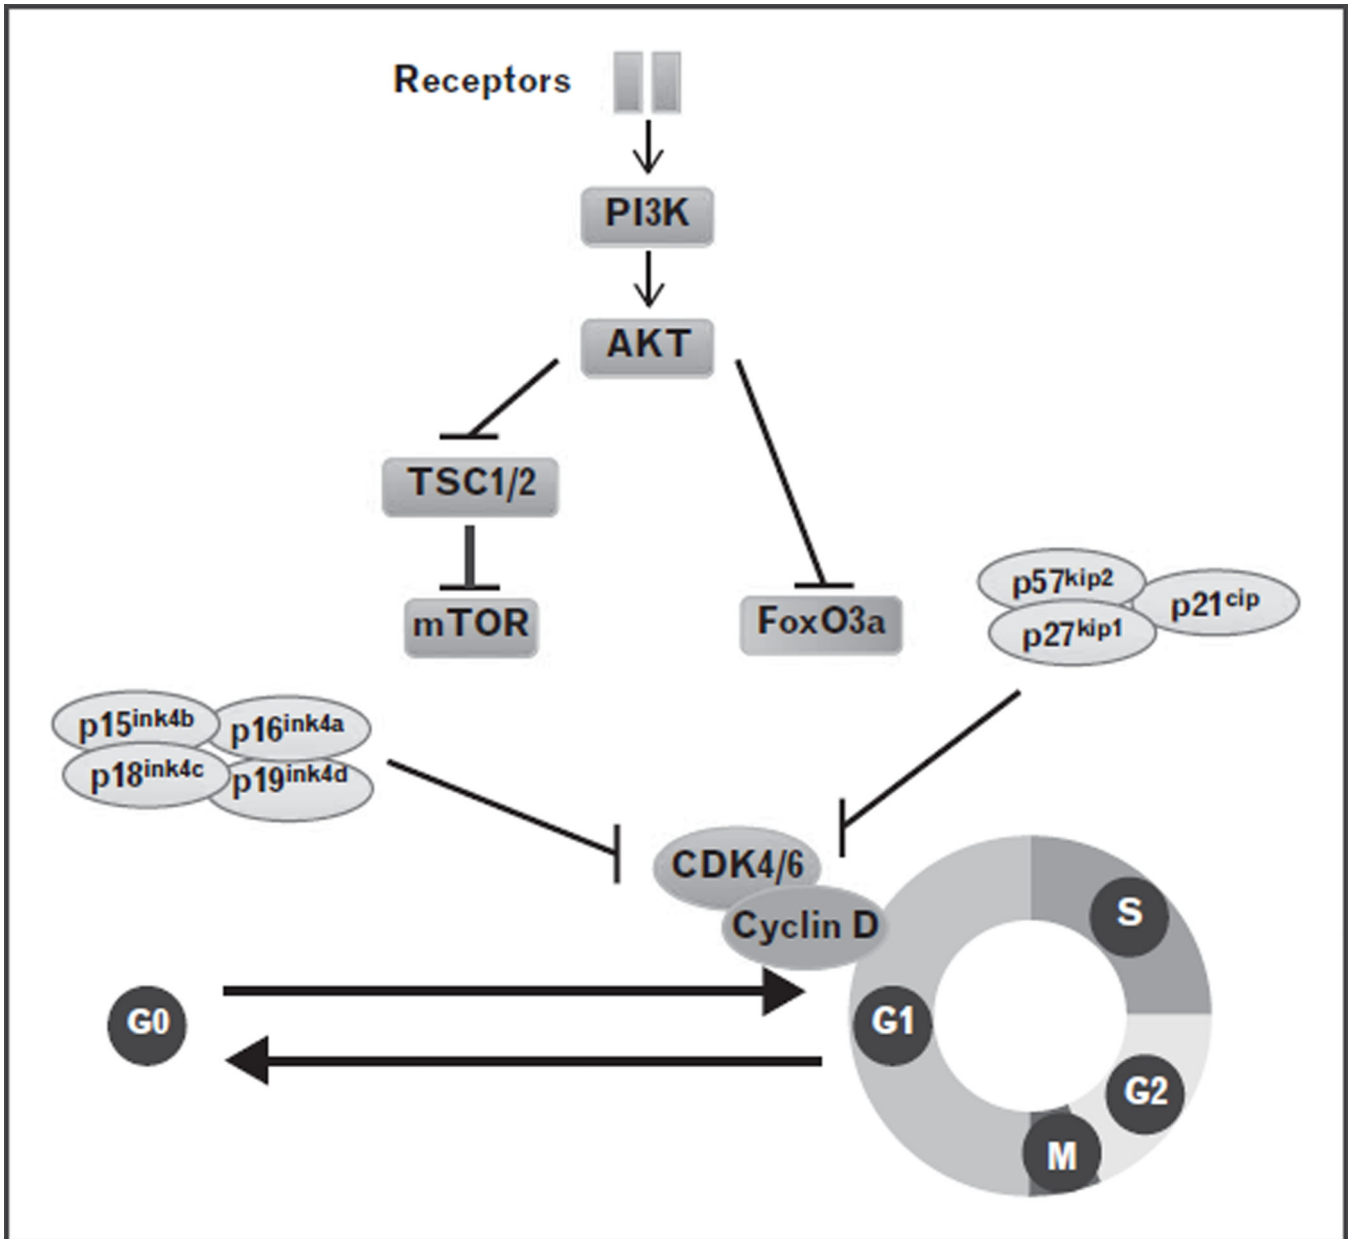 Receptors
PI3K
AKT
TSC1/2
mTOR
FoxO3a
p57kip2
p21cip
p27kip1
p15ink4b
p16ink4a
p18ink4c
p19ink4d
CDK4/6
Cyclin D
S
G0
G1
G2
M